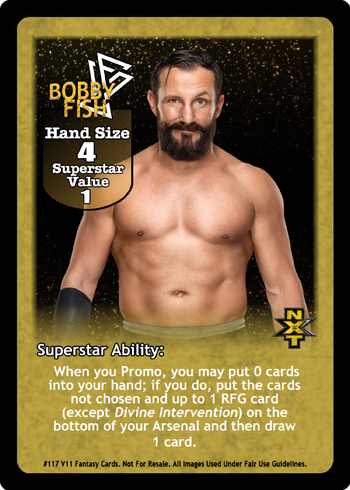 BOBBY
FISH
Hand Size
4
Superstar
Value
1
NXT
Superstar Ability:
When you Promo, you may put 0 cards
into your hand; if you do, put the cards
not chosen and up to 1 RFG card
(except Divine Intervention) on the
bottom of your Arsenal and then draw
1 card.
#117 V11 Fantasy Cards. Not For Resale. All Images Used Under Fair Use Guidelines.